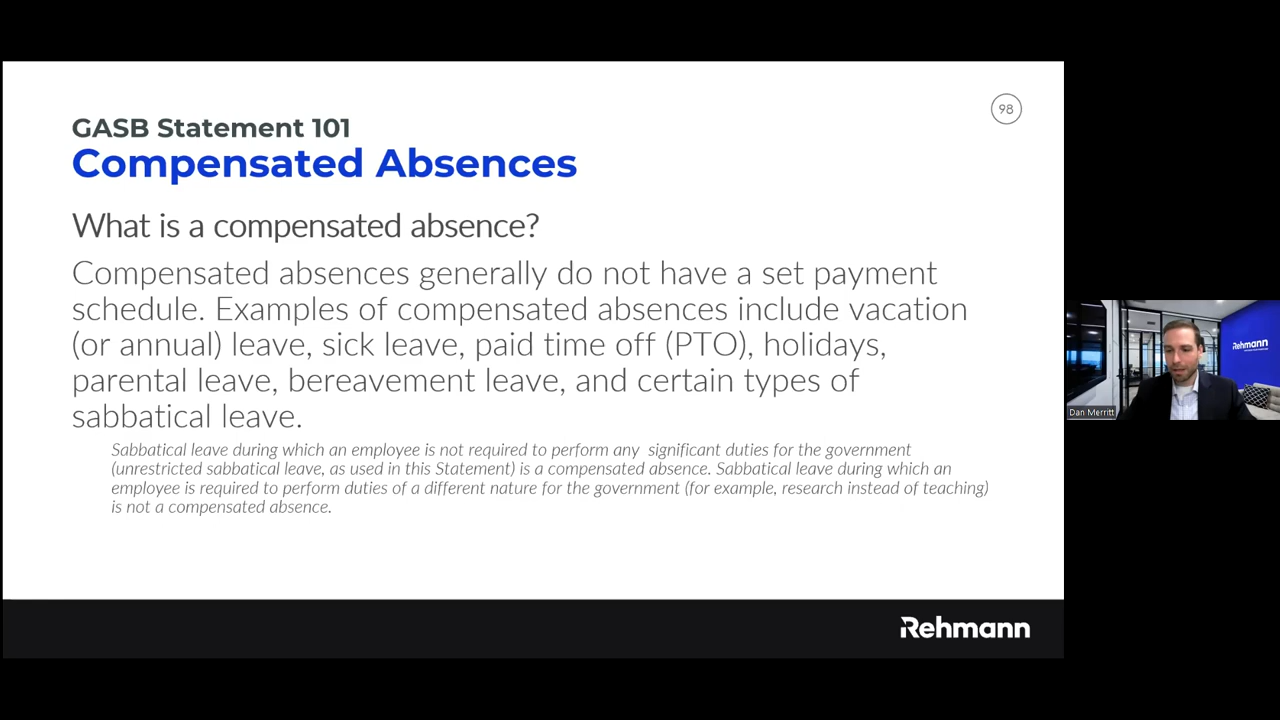 98
GASB Statement 101
Compensated Absences
What is a compensated absence?
Compensated absences generally do not have a set payment
schedule. Examples of compensated absences include vacation
(or annual) leave, sick leave, paid time off (PTO), holidays,
parental leave, bereavement leave, and certain types of
sabbatical leave.
Sabbatical leave during which an employee is not required to perform any significant duties for the government
(unrestricted sabbatical leave, as used in this Statement) is a compensated absence. Sabbatical leave during which an
employee is required to perform duties of a different nature for the government (for example, research instead of teaching)
is not a compensated absence.
Rehmann
Rehmann
Dan Merritt